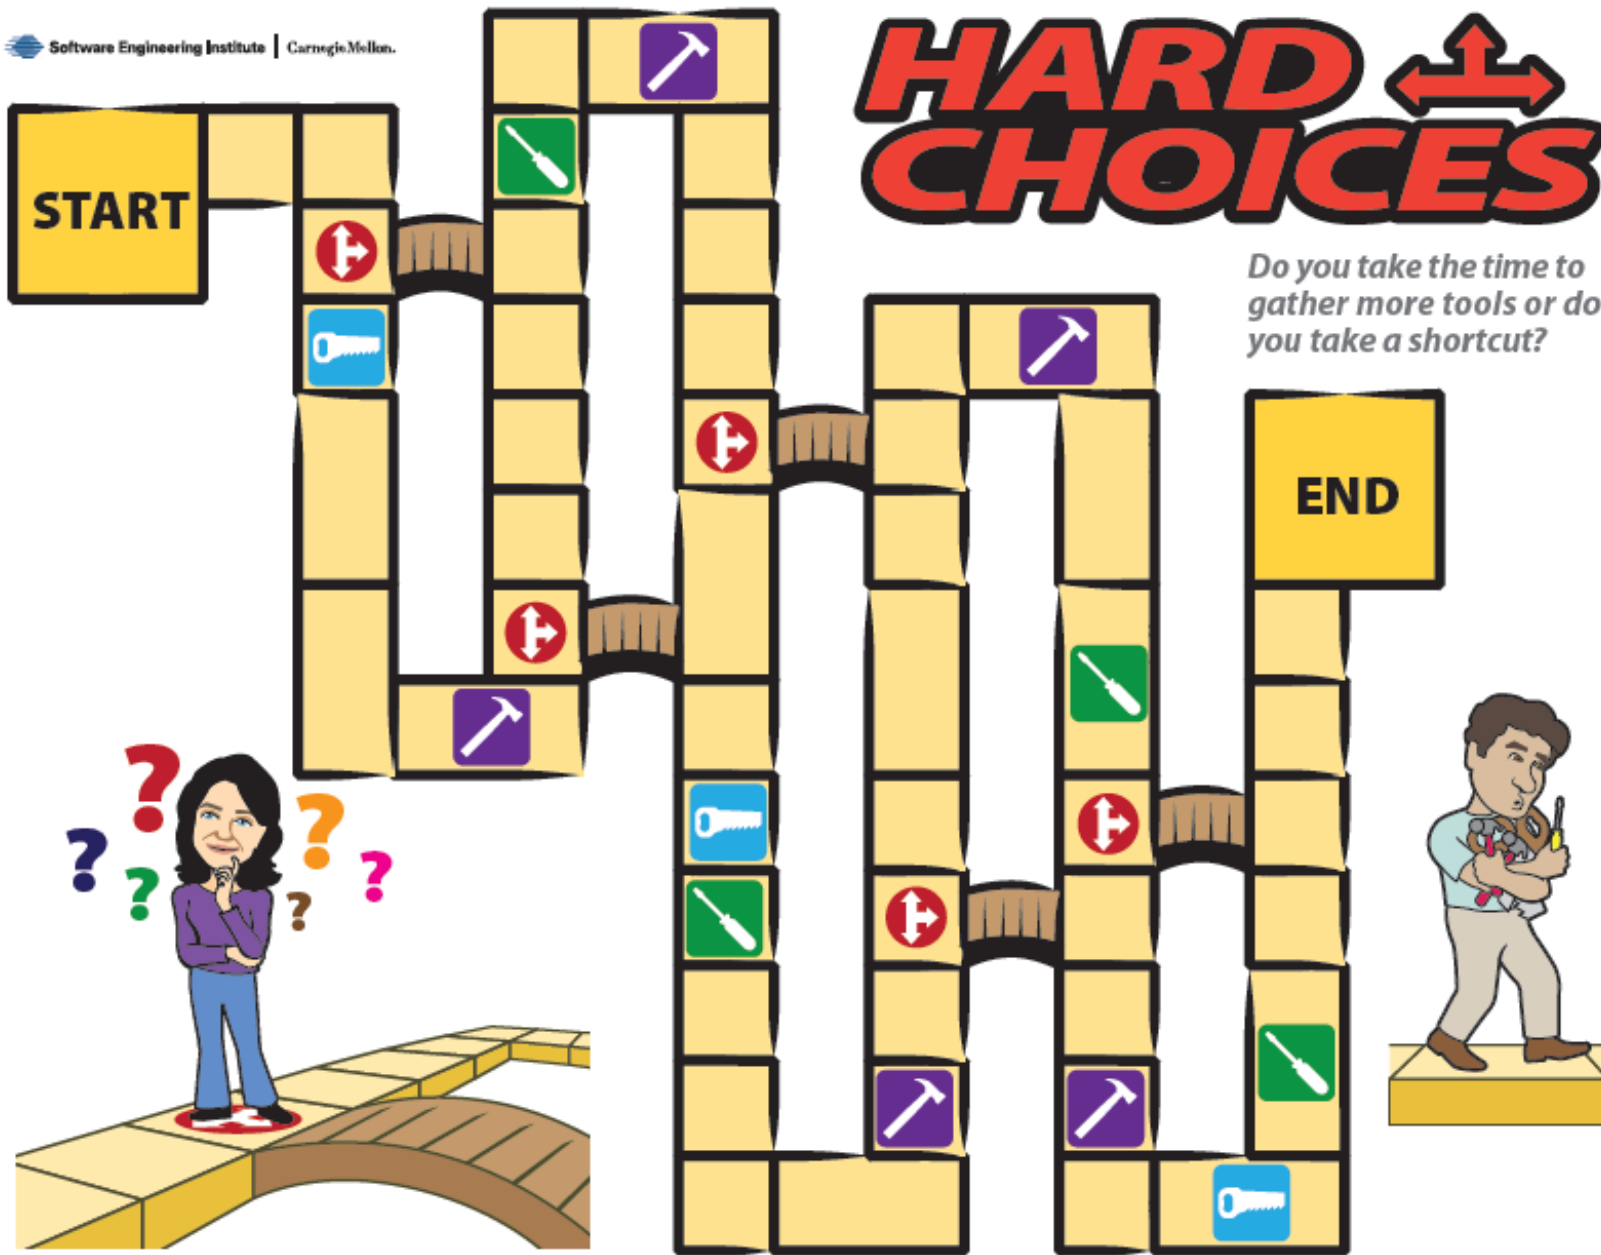 Software Engineering Institute | Carnegie Mellon.
HARD
CHOICES
START
Do you take the time to
gather more tools or do
you take a shortcut?
END
?
?
?
?
?
?